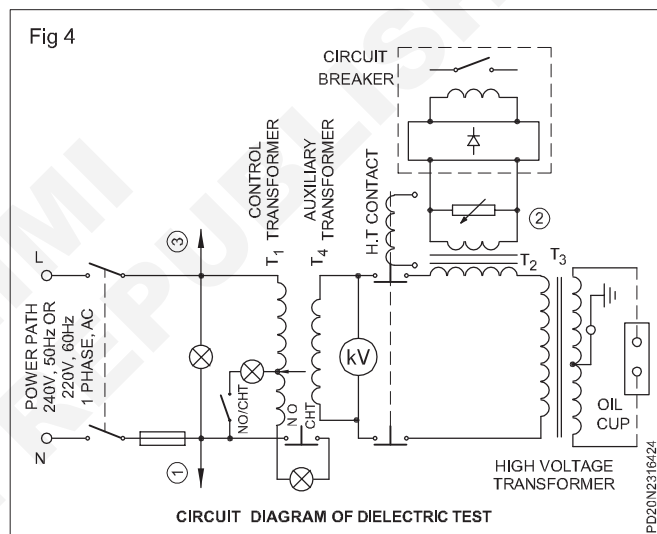 Fig 4
CIRCUIT
BREAKER
CONTROL
TRANSFORMER
AUXILIARY
TRANSFORMER
H.T CONTACT
T1
T4
T2
T3
L
N
POWER PATH
240V, 50Hz OR
220V, 60Hz
1 PHASE, AC
3
1
2
NO/CHT
N O
CHT
kV
OIL
CUP
HIGH VOLTAGE
TRANSFORMER
CIRCUIT DIAGRAM OF DIELECTRIC TEST
PD20N2316424